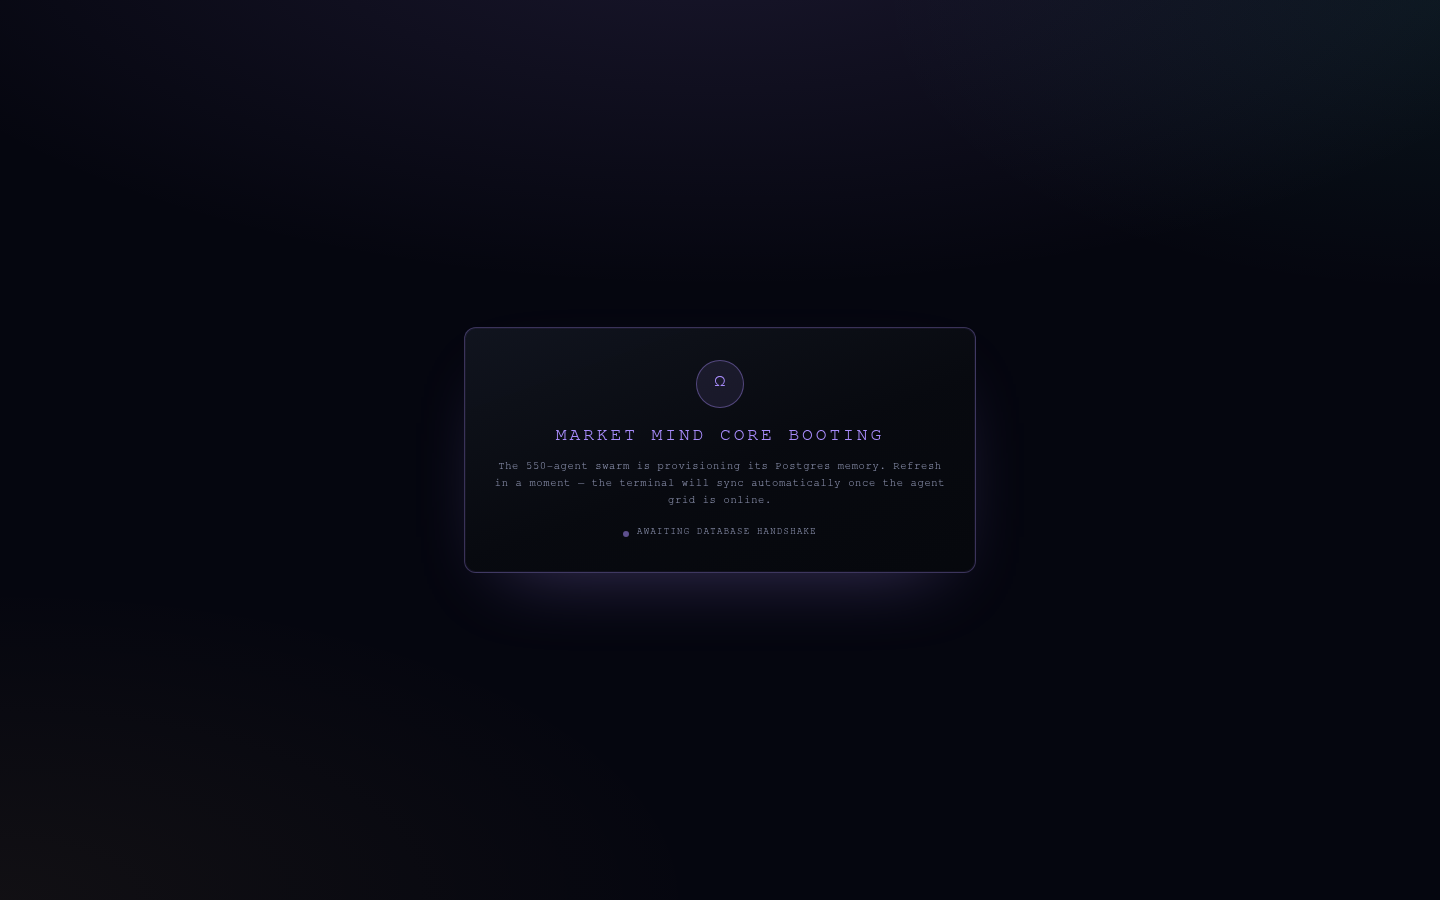 Ω
MARKET MIND CORE BOOTING
The 550-agent swarm is provisioning its Postgres memory. Refresh
in a moment — the terminal will sync automatically once the agent
grid is online.
AWAITING DATABASE HANDSHAKE